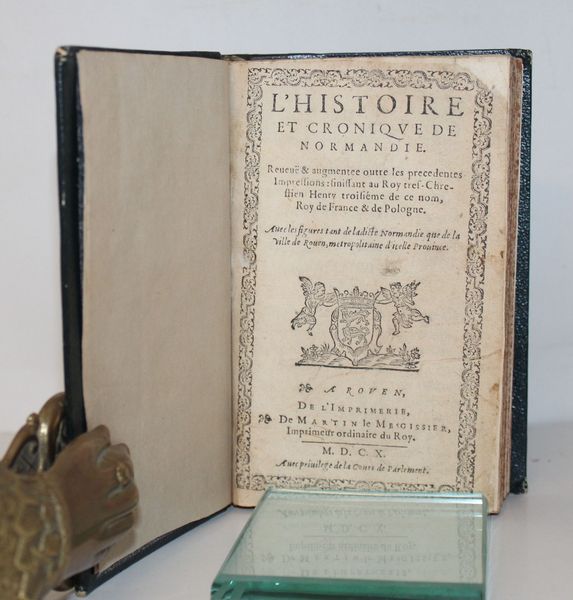 L'HISTOIRE
ET CRONIQVE DE
NORMANDIE.
Reueuë & augmentee outre les precedentes
Impressions: finissant au Roy tres-Chre-
stien Henry troisiéme de ce nom,
Roy de France & de Pologne.
Auec les figures tant de ladicte Normandie que de la
Ville de Rouen, metropolitaine d'icelle Prouince.
A ROVEN,
DE L'IMPRIMERIE,
DE MARTIN le MEGISSIER,
Imprimeur ordinaire du Roy.
M. D. C. X.
Auec priuilege de la Cours de Parlement.